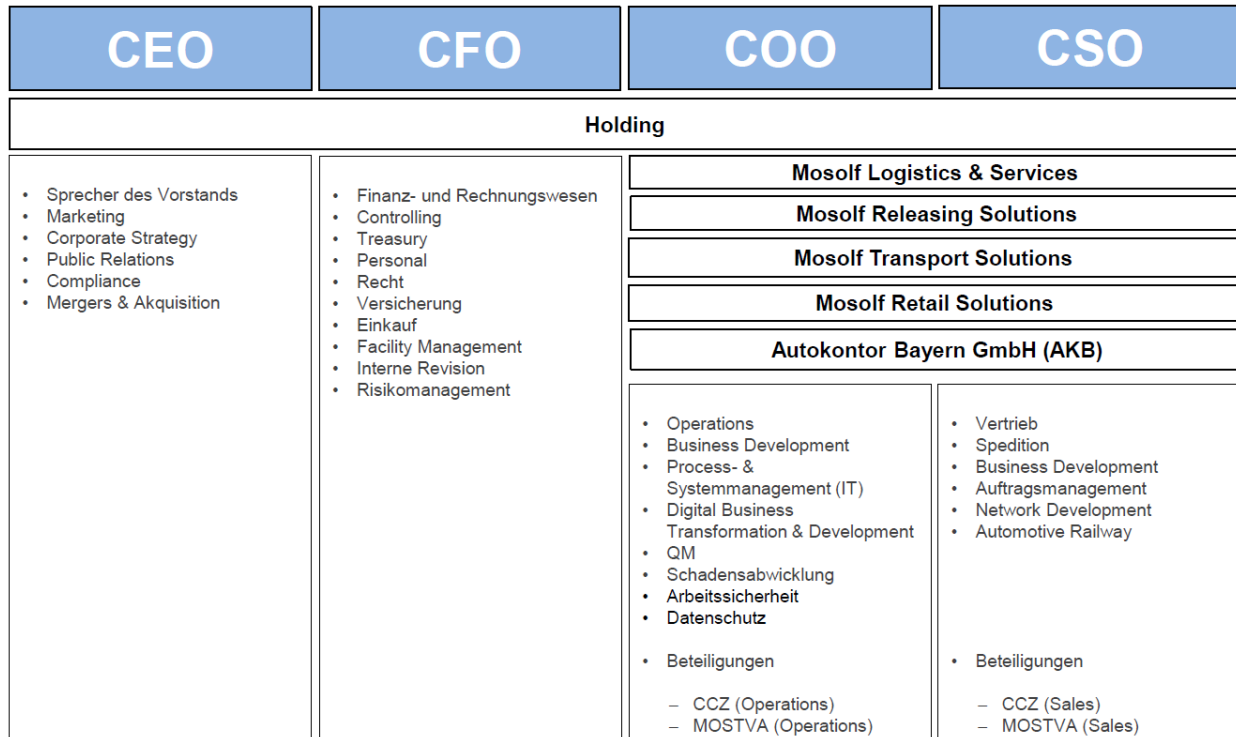 CEO
CFO
COO
CSO
Holding
• Sprecher des Vorstands
• Marketing
• Corporate Strategy
• Public Relations
• Compliance
• Mergers & Akquisition
• Finanz- und Rechnungswesen
• Controlling
• Treasury
• Personal
• Recht
• Versicherung
• Einkauf
• Facility Management
• Interne Revision
• Risikomanagement
Mosolf Logistics & Services
Mosolf Releasing Solutions
Mosolf Transport Solutions
Mosolf Retail Solutions
Autokontor Bayern GmbH (AKB)
• Operations
• Business Development
• Process- &
Systemmanagement (IT)
• Digital Business
Transformation & Development
• QM
• Schadensabwicklung
• Arbeitssicherheit
• Datenschutz
• Beteiligungen
– CCZ (Operations)
– MOSTVA (Operations)
• Vertrieb
• Spedition
• Business Development
• Auftragsmanagement
• Network Development
• Automotive Railway
• Beteiligungen
– CCZ (Sales)
– MOSTVA (Sales)